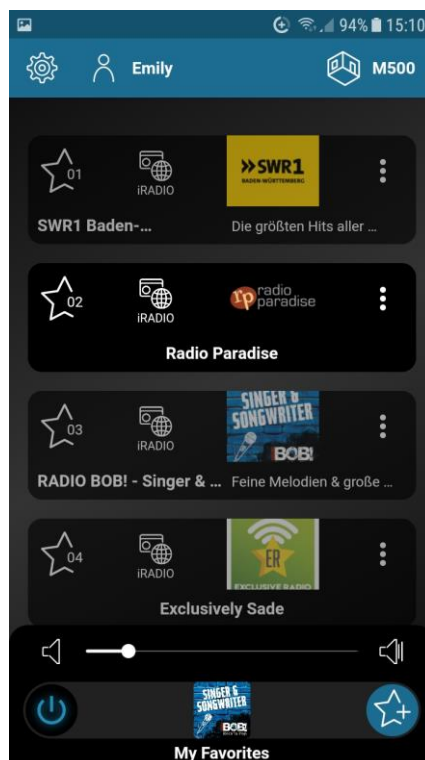 94% 15:10
Emily M500
01 iRADIO »SWR1
BADEN-WÜRTTEMBERG
SWR1 Baden-... Die größten Hits aller ...
02 iRADIO rp radio paradise
Radio Paradise
03 iRADIO SINGER & SONGWRITER BOB!
RADIO BOB! - Singer & ... Feine Melodien & große ...
04 iRADIO ER
EXCLUSIVE RADIO
Exclusively Sade
SINGER & SONGWRITER
BOB!
My Favorites